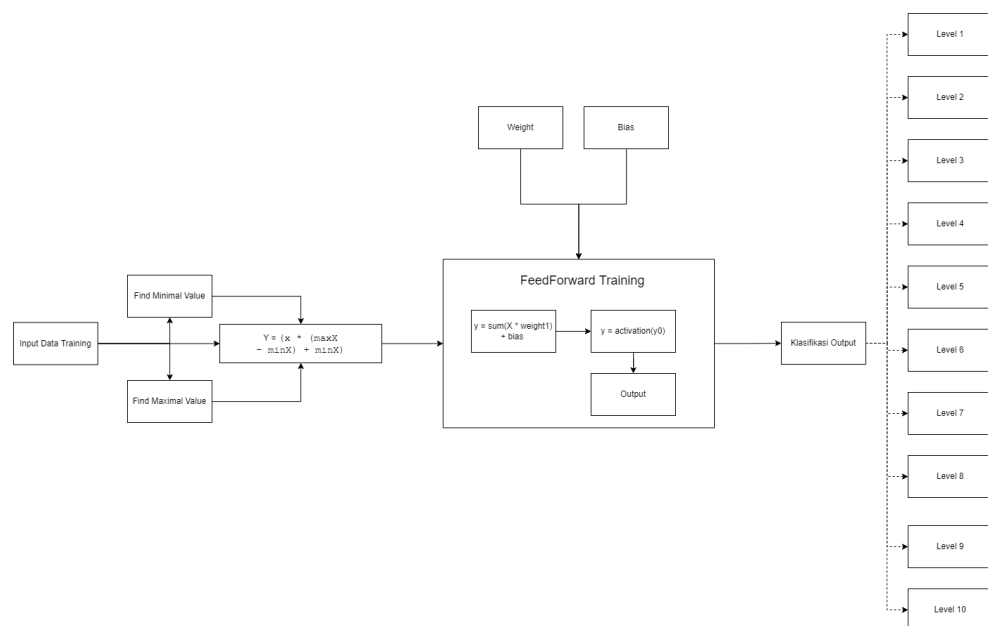 Level 1
Level 2
Weight
Bias
Level 3
Level 4
FeedForward Training
Level 5
Find Minimal Value
y = sum(X * weight1)
+ bias
y = activation(y0)
Input Data Training
Y = (x * (maxX
- minX) + minX)
Klasifikasi Output
Level 6
Find Maximal Value
Output
Level 7
Level 8
Level 9
Level 10